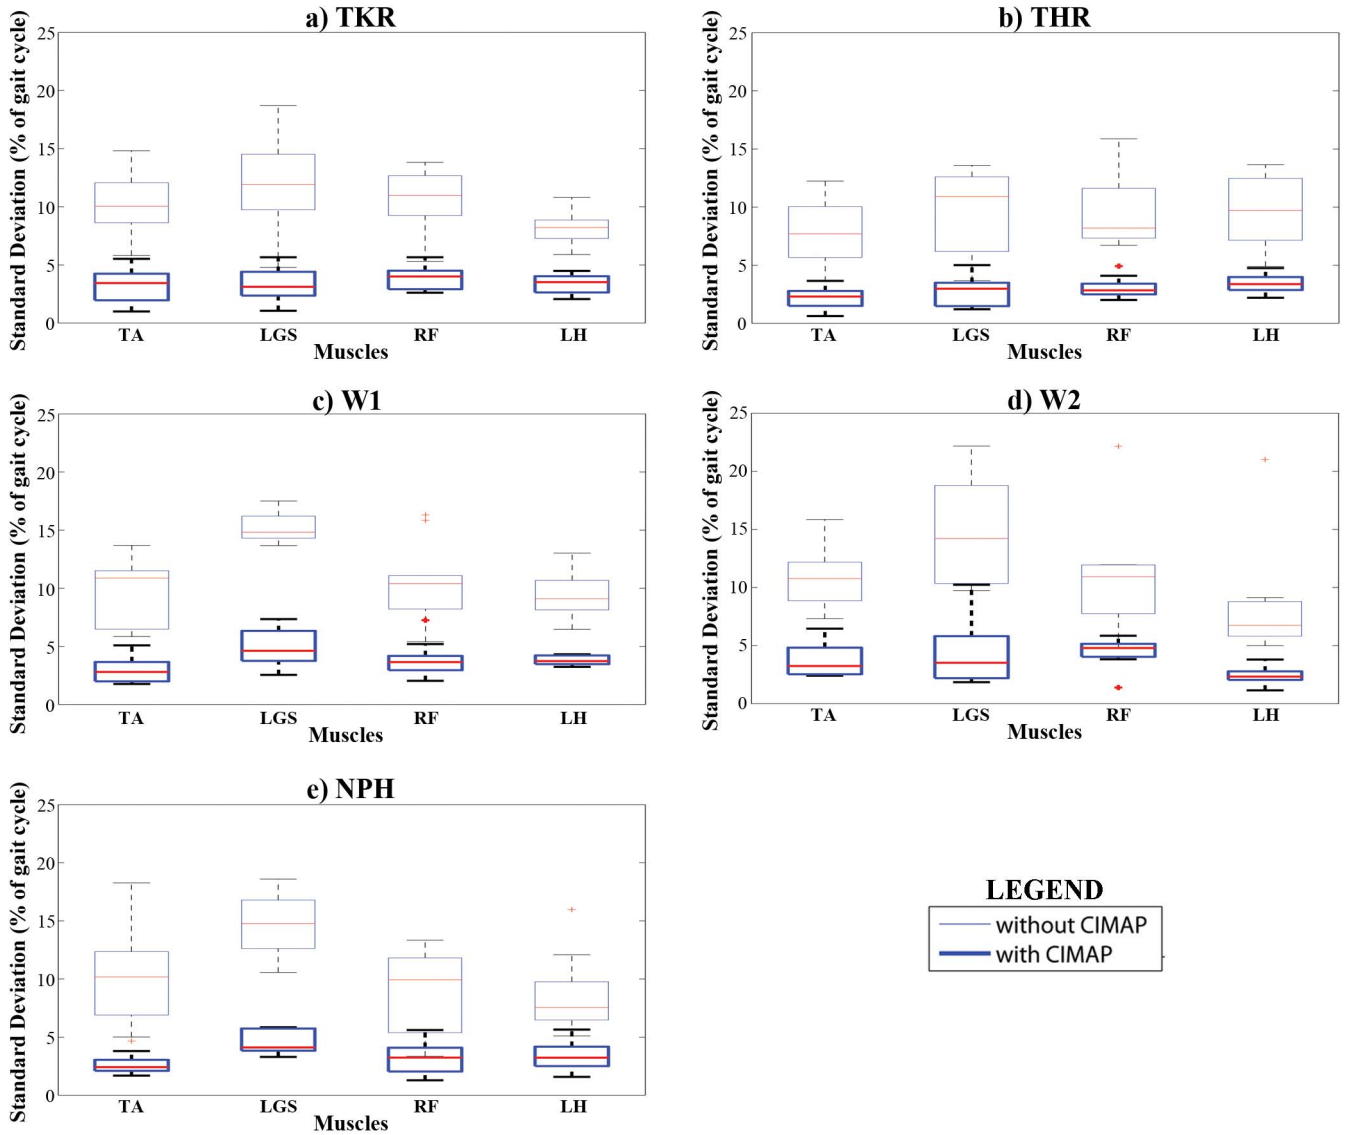 a) TKR
Standard Deviation (% of gait cycle)
25
20
15
10
5
0
TA LGS RF LH
Muscles
b) THR
Standard Deviation (% of gait cycle)
25
20
15
10
5
0
TA LGS RF LH
Muscles
c) W1
Standard Deviation (% of gait cycle)
25
20
15
10
5
0
TA LGS RF LH
Muscles
d) W2
Standard Deviation (% of gait cycle)
25
20
15
10
5
0
TA LGS RF LH
Muscles
e) NPH
Standard Deviation (% of gait cycle)
25
20
15
10
5
0
TA LGS RF LH
Muscles
LEGEND
without CIMAP
with CIMAP